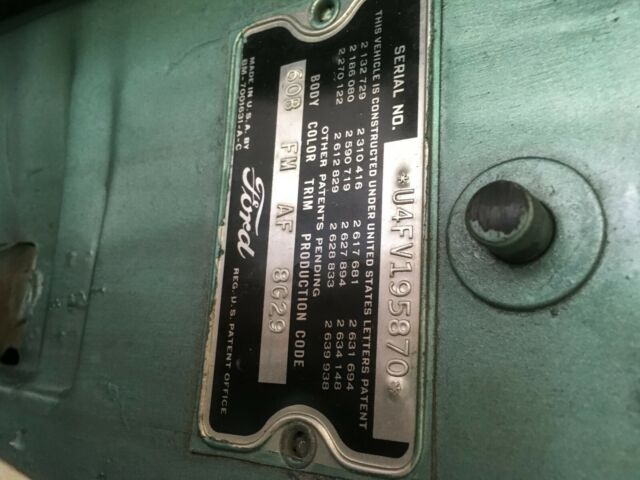 SERIAL NO. *U4FV195870*
THIS VEHICLE IS CONSTRUCTED UNDER UNITED STATES LETTERS PATENT
2 132 729 2 310 416 2 617 681 2 631 694
2 186 080 2 590 719 2 627 894 2 634 148
2 270 122 2 612 829 2 628 833 2 639 938
OTHER PATENTS PENDING
BODY COLOR TRIM PRODUCTION CODE
60B FM AF 8G29
MADE IN U.S.A. BY Ford REG. U.S. PATENT OFFICE
BM-7000631-A.C